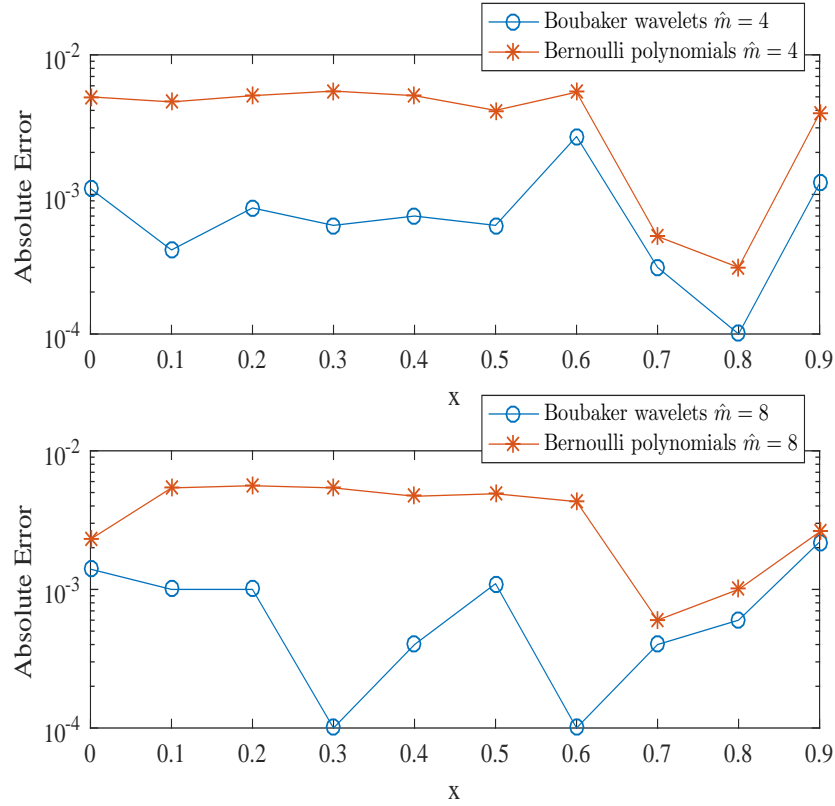 Boubaker wavelets m̂ = 4
Bernoulli polynomials m̂ = 4
10⁻²
10⁻³
10⁻⁴
Absolute Error
0 0.1 0.2 0.3 0.4 0.5 0.6 0.7 0.8 0.9
x
Boubaker wavelets m̂ = 8
Bernoulli polynomials m̂ = 8
10⁻²
10⁻³
10⁻⁴
Absolute Error
0 0.1 0.2 0.3 0.4 0.5 0.6 0.7 0.8 0.9
x